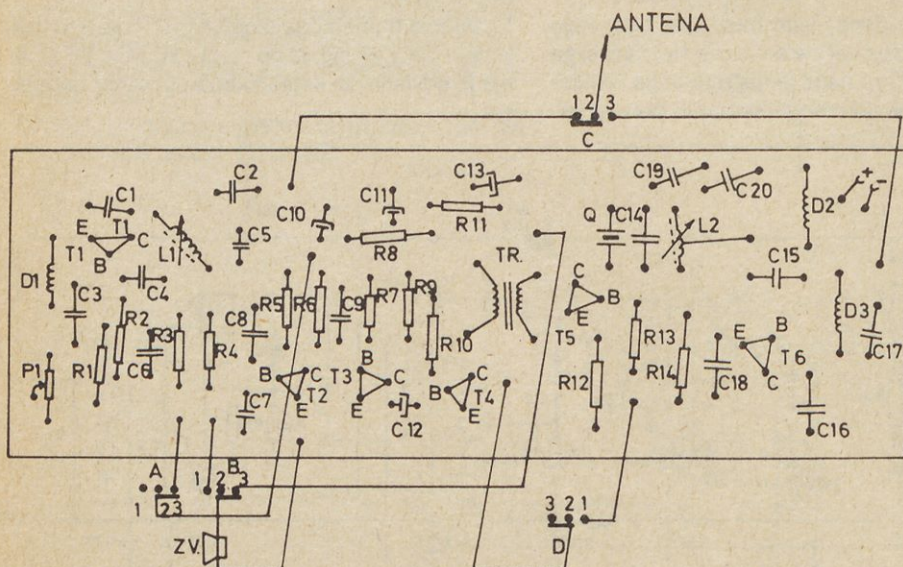 ANTENA
1 2 3
C
C2
C13
C19
C20
D2
+ -
C1
C11
E T1 C
C10
R11
Q C14
L2
T1
B
L1
C5
R8
TR.
C15
D1
C4
C3
R5 R6 C9 R7 R9
C
B
E
T5
D3
R2
C8
R10
R13
E
B
C17
R3
R4
T6
P1
R1
C6
B C
T2
E
T3
B C
E
C
B T4
E
R12
R14
C18
C
C7
C12
C16
A
1 2 3
B
1 2 3
3 2 1
D
ZV.